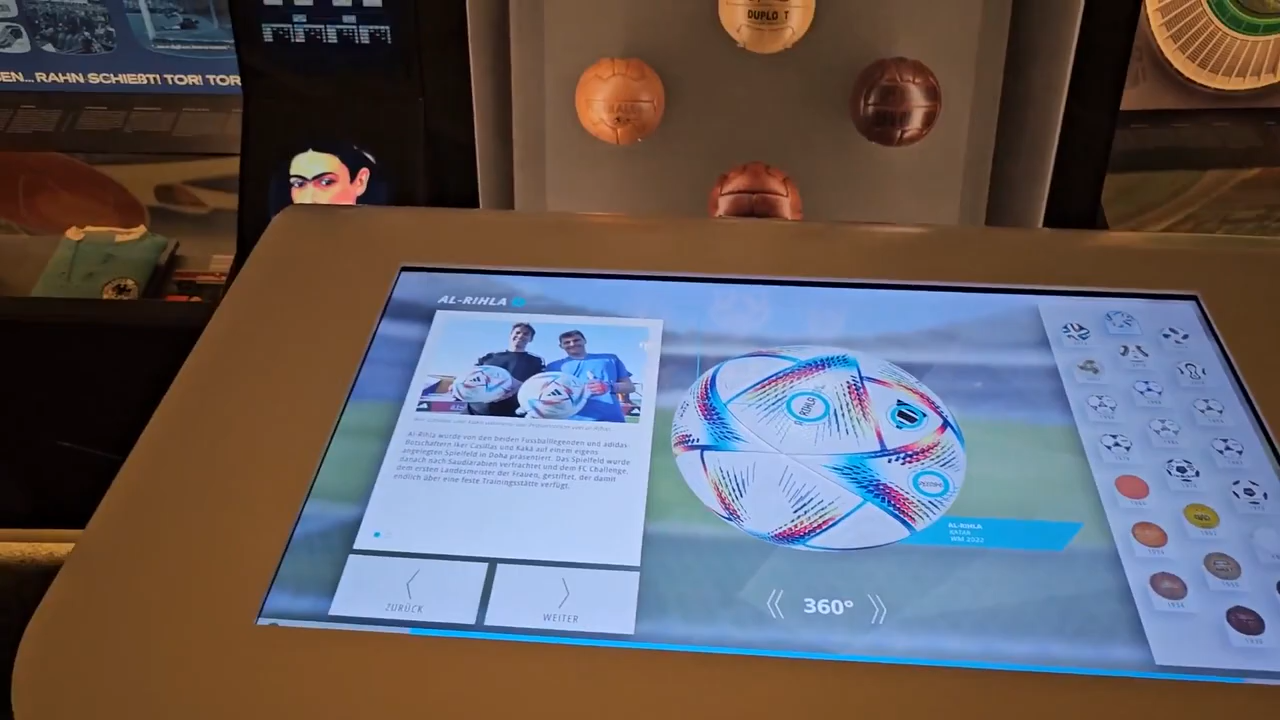 DUPLO T
EN... RAHN SCHIEßT! TOR! TOR
AL-RIHLA
Al-Rihla wurde von den beiden Fussballlegenden und adidas-
Botschaftern Iker Casillas und Kaká auf einem eigens
angelegten Spielfeld in Doha präsentiert. Das Spielfeld wurde
danach nach Saudiarabien verfrachtet und dem FC Challenge,
dem ersten Landesmeister der Frauen, gestiftet, der damit
endlich über eine feste Trainingsstätte verfügt.
ZURÜCK
WEITER
RIHLA
AL-RIHLA
KATAR
WM 2022
360°